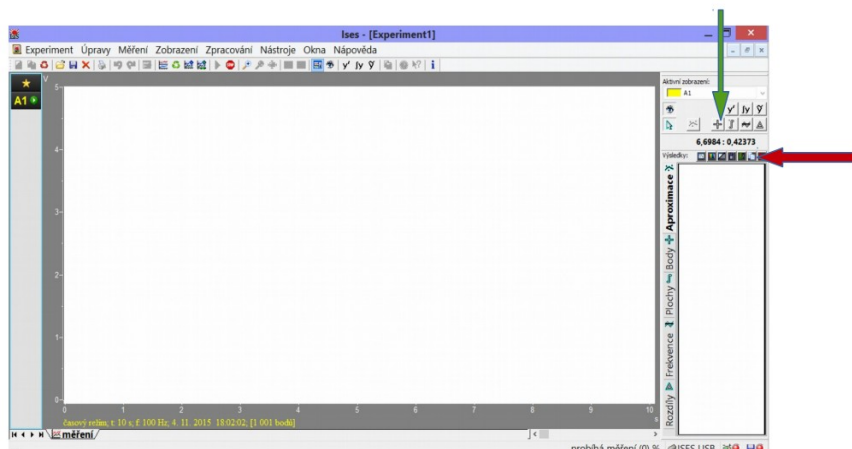 Ises - [Experiment1]
Experiment Úpravy Měření Zobrazení Zpracování Nástroje Okna Nápověda
y' ∫y ȳ
A1
V
5
4
3
2
1
0
0 1 2 3 4 5 6 7 8 9 10
s
časový režim; t: 10 s; f: 100 Hz; 4. 11. 2015 18:02:02; [1 001 bodů]
měření
Aktivní zobrazení:
A1
y' ∫y ȳ
6,6984 : 0,42373
Výsledky:
Aproximace
Body
Plochy
Frekvence
Rozdíly
probíhá měření (0) % ISES USB